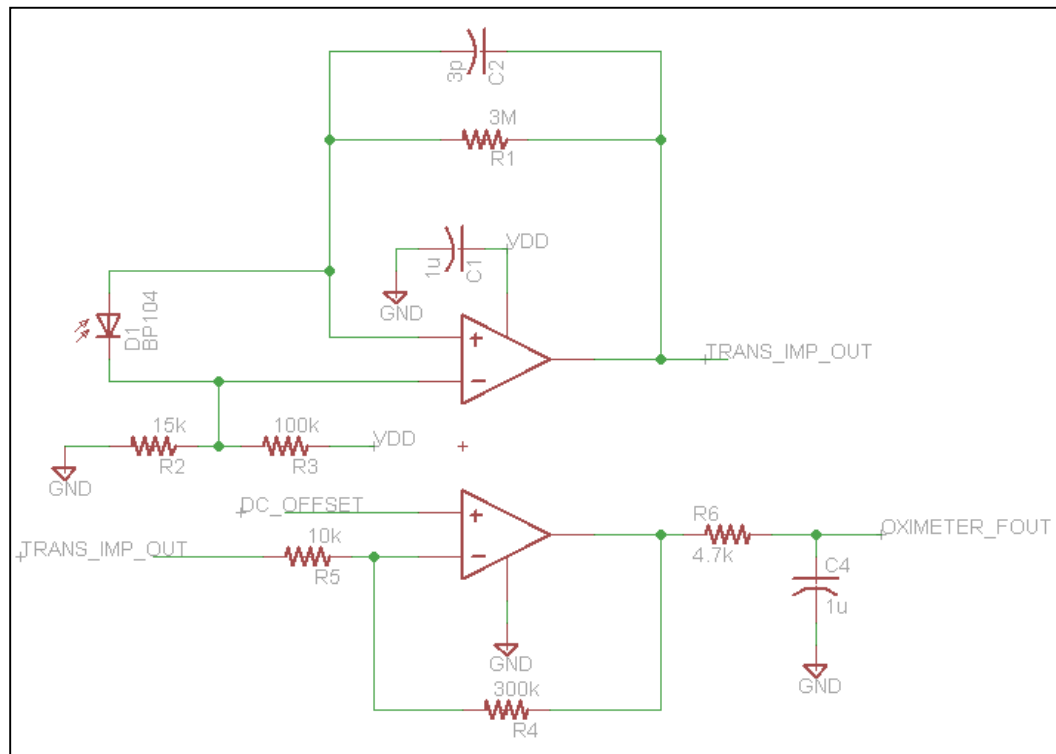 3p
C2
3M
R1
VDD
1u
C1
GND
D1
BP104
+
−
TRANS_IMP_OUT
15k
100k
VDD
R2
R3
GND
DC_OFFSET
+
−
R6
OXIMETER_FOUT
TRANS_IMP_OUT
10k
R5
4.7k
C4
1u
GND
GND
300k
R4